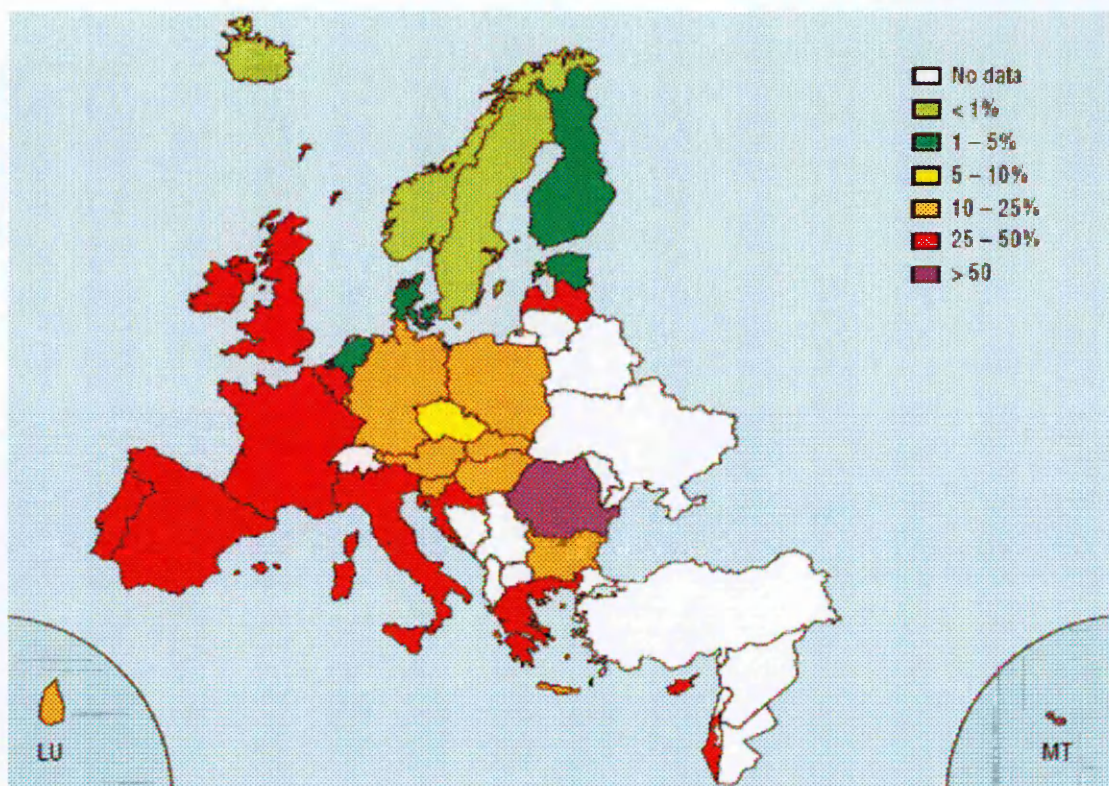 No data
< 1%
1 – 5%
5 – 10%
10 – 25%
25 – 50%
> 50
LU
MT